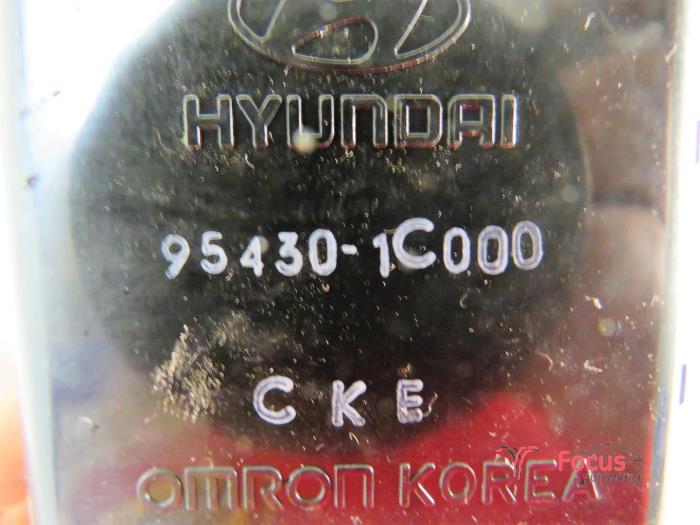 HYUNDAI
95430-1C000
CKE
OMRON KOREA
Focus